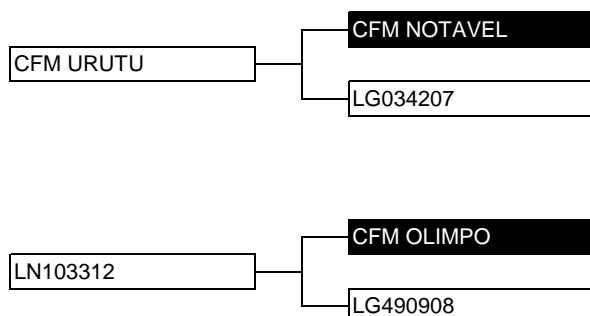 CFM NOTAVEL
CFM URUTU
LG034207
CFM OLIMPO
LN103312
LG490908